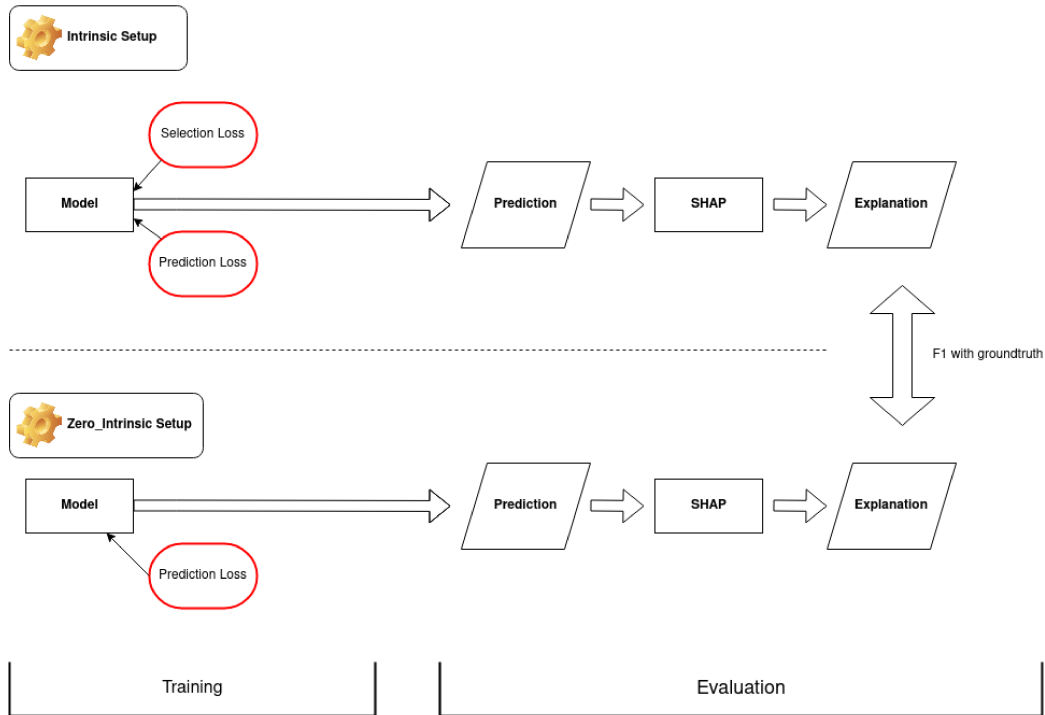 Intrinsic Setup
Selection Loss
Model
Prediction
SHAP
Explanation
Prediction Loss
F1 with groundtruth
Zero_Intrinsic Setup
Model
Prediction
SHAP
Explanation
Prediction Loss
Training
Evaluation